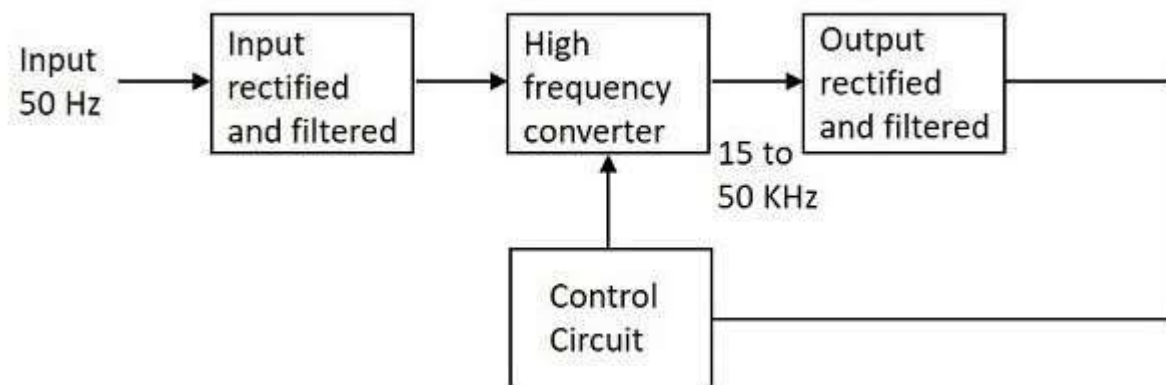 Input
50 Hz
Input
rectified
and filtered
High
frequency
converter
15 to
50 KHz
Output
rectified
and filtered
Control
Circuit